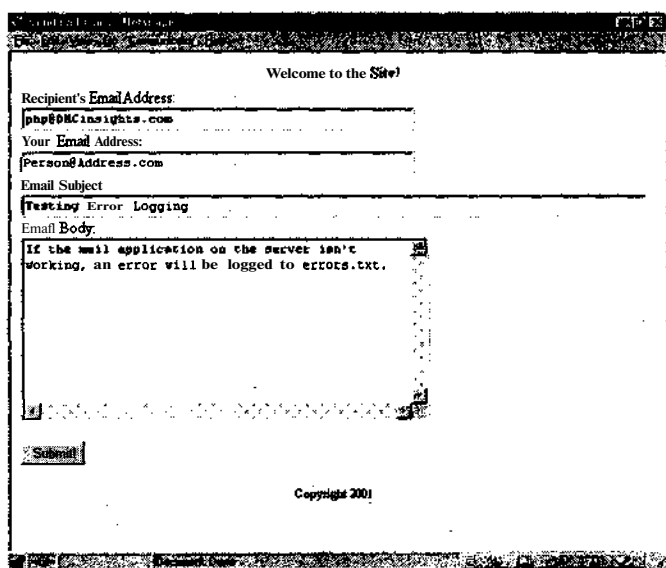 Welcome to the Site!
Recipient's Email Address:
php@DMCinsights.com
Your Email Address:
Person@Address.com
Email Subject
Testing Error Logging
Email Body:
If the mail application on the server isn't
working, an error will be logged to errors.txt.
Submit
Copyright 2001